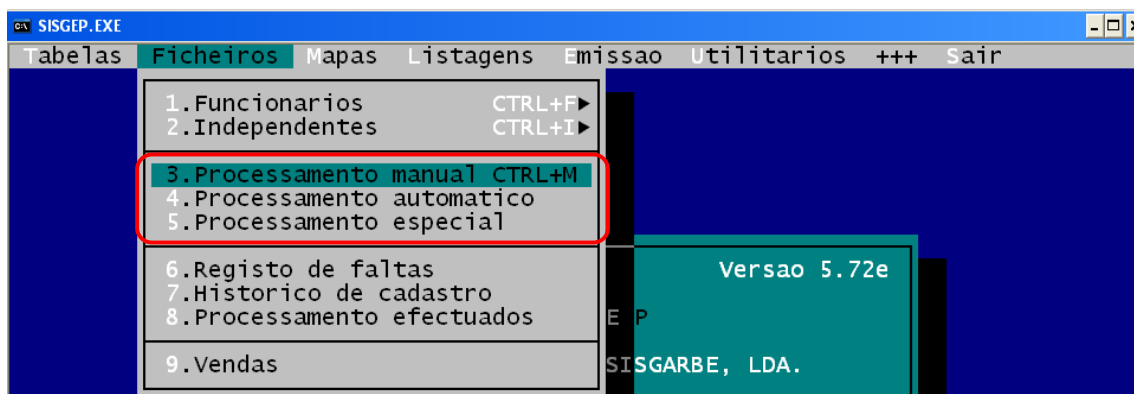 SISGEP.EXE
Tabelas Ficheiros Mapas Listagens Emissao Utilitarios +++ Sair
1.Funcionarios CTRL+F
2.Independentes CTRL+I
3.Processamento manual CTRL+M
4.Processamento automatico
5.Processamento especial
6.Registo de faltas
Versao 5.72e
7.Historico de cadastro
8.Processamento efectuados
E P
9.Vendas
SISGARBE, LDA.